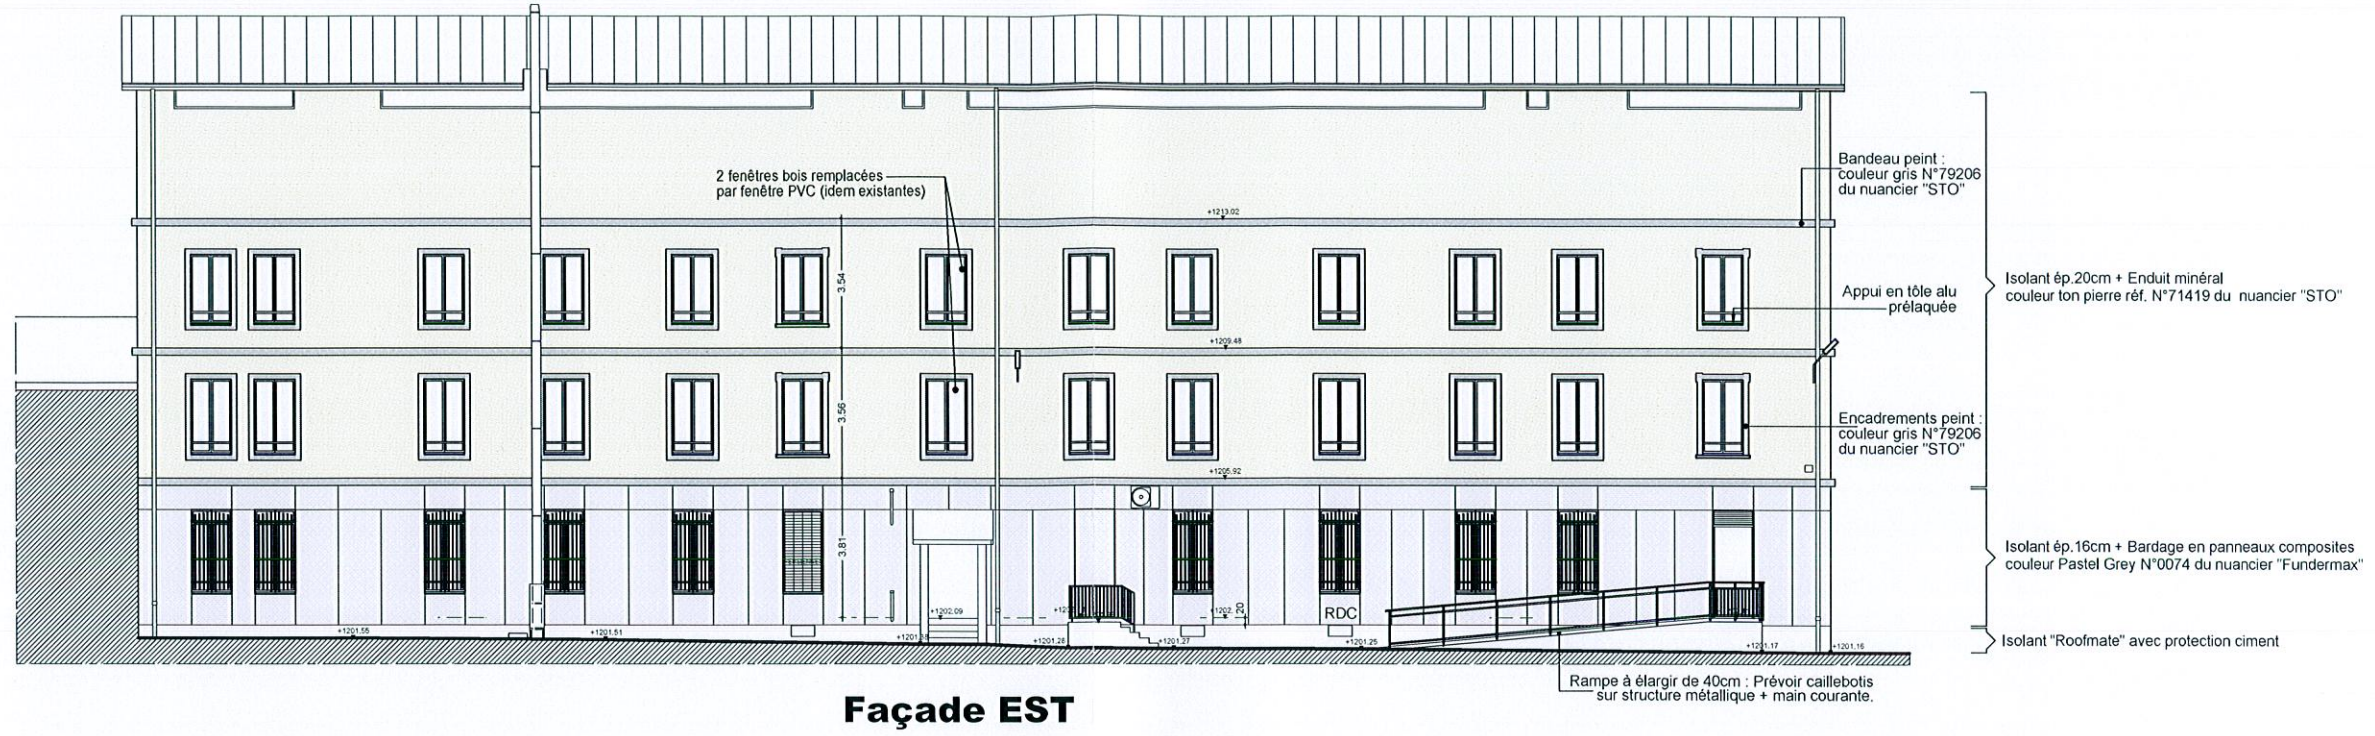 2 fenêtres bois remplacées
par fenêtre PVC (idem existantes)
Bandeau peint :
couleur gris N°79206
du nuancier "STO"
+1213.02
3.54
Appui en tôle alu
prélaquée
Isolant ép.20cm + Enduit minéral
couleur ton pierre réf. N°71419 du nuancier "STO"
+1209.48
3.56
Encadrements peint :
couleur gris N°79206
du nuancier "STO"
+1205.92
3.81
Isolant ép.16cm + Bardage en panneaux composites
couleur Pastel Grey N°0074 du nuancier "Fundermax"
+1202.09
+1202.
20
RDC
+1201.55
+1201.51
+1201.28
+1201.27
+1201.25
+1201.17
+1201.16
Isolant "Roofmate" avec protection ciment
Rampe à élargir de 40cm : Prévoir caillebotis
sur structure métallique + main courante.
Façade EST